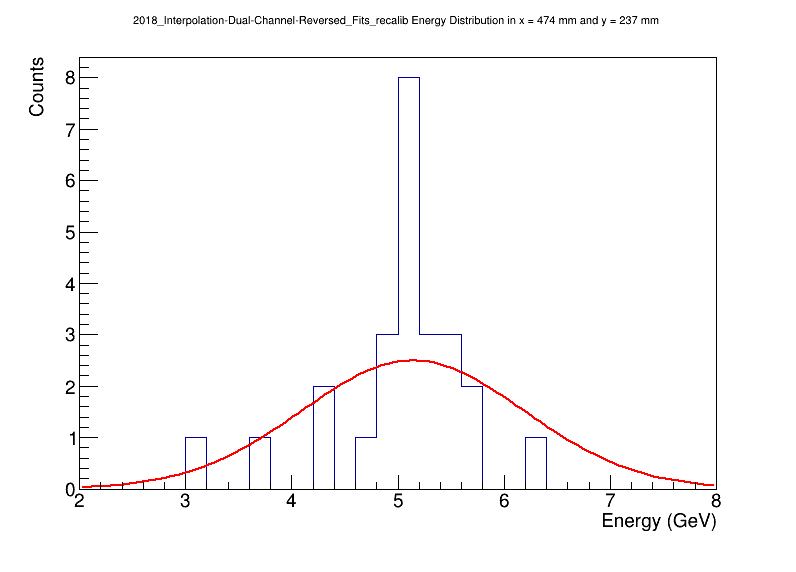 2018_Interpolation-Dual-Channel-Reversed_Fits_recalib Energy Distribution in x = 474 mm and y = 237 mm
Counts
8
7
6
5
4
3
2
1
0
2 3 4 5 6 7 8
Energy (GeV)